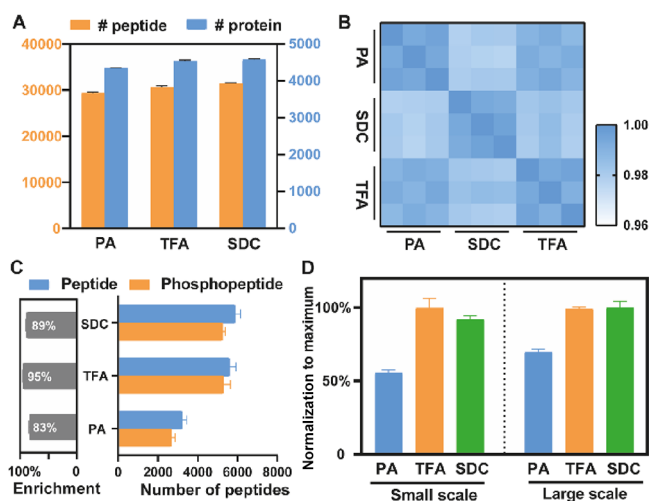 A
# peptide # protein
40000
30000
20000
10000
0
5000
4000
3000
2000
1000
0
PA TFA SDC
B
PA
SDC
TFA
PA SDC TFA
1.00
0.98
0.96
C
Peptide Phosphopeptide
89%
95%
83%
SDC
TFA
PA
100% 0
Enrichment
0 2000 4000 6000 8000
Number of peptides
D
Normalization to maximum
100%
50%
0
PA TFA SDC PA TFA SDC
Small scale Large scale